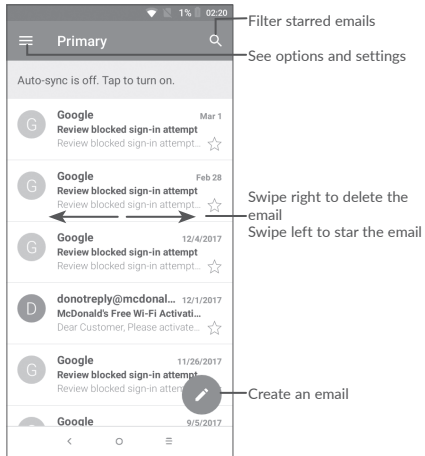 1% 02:20
Primary
Auto-sync is off. Tap to turn on.
G Google Mar 1
Review blocked sign-in attempt
Review blocked sign-in attempt...
G Google Feb 28
Review blocked sign-in attempt
Review blocked sign-in attempt...
G Google 12/4/2017
Review blocked sign-in attempt
Review blocked sign-in attempt...
D donotreply@mcdonal... 12/1/2017
McDonald's Free Wi-Fi Activati...
Dear Customer, Please activate...
G Google 11/26/2017
Review blocked sign-in attempt
Review blocked sign-in attem
Google 9/5/2017
Filter starred emails
See options and settings
Swipe right to delete the
email
Swipe left to star the email
Create an email